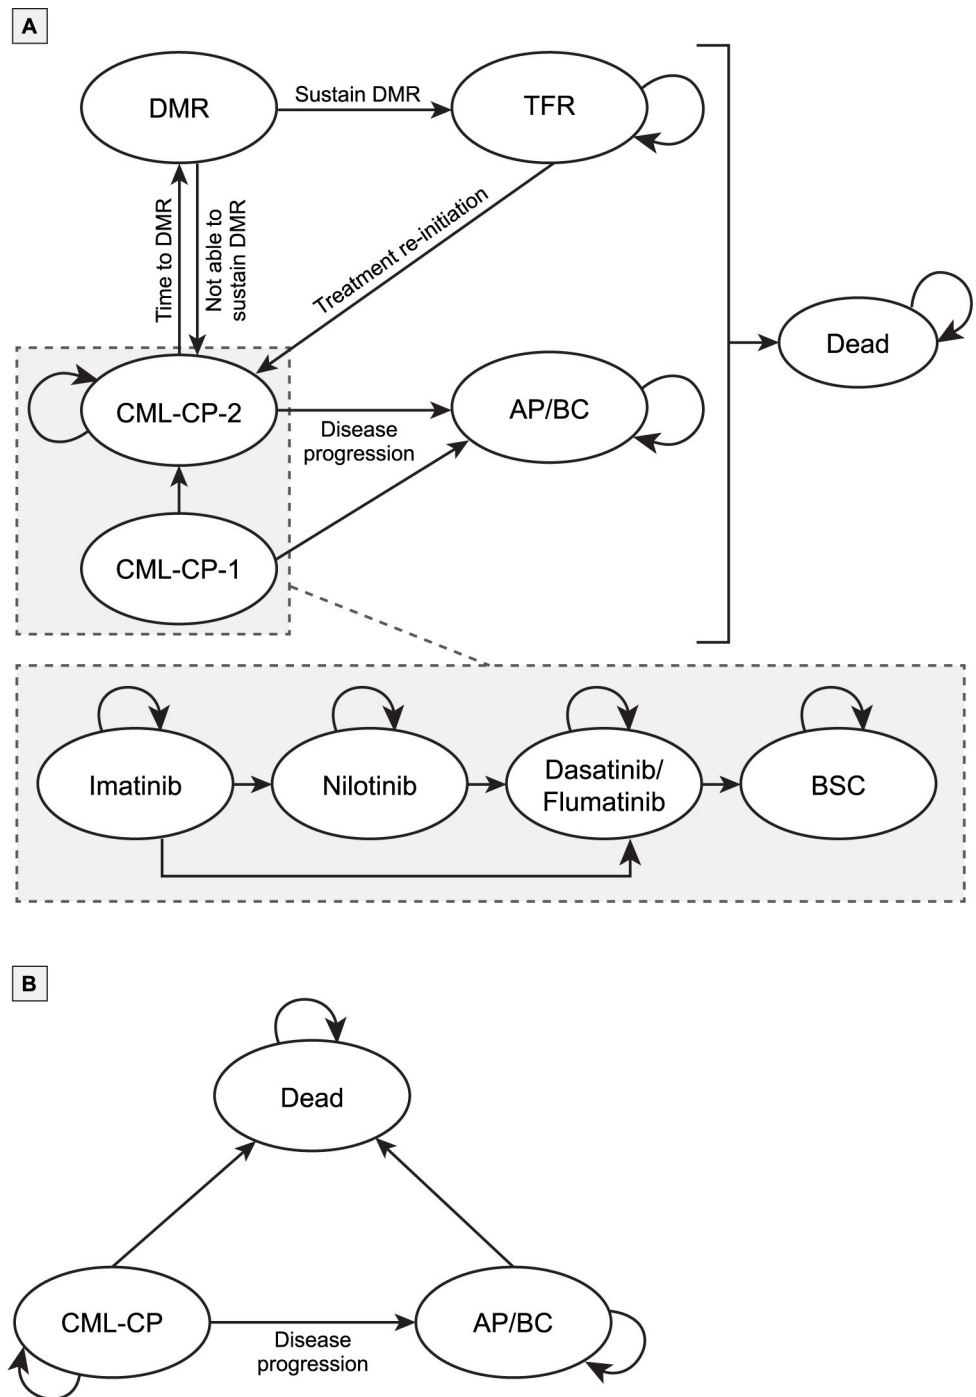 A
DMR
Sustain DMR
TFR
Time to DMR
Not able to
sustain DMR
Treatment re-initiation
Dead
CML-CP-2
Disease
progression
AP/BC
CML-CP-1
Imatinib
Nilotinib
Dasatinib/
Flumatinib
BSC
B
Dead
CML-CP
Disease
progression
AP/BC